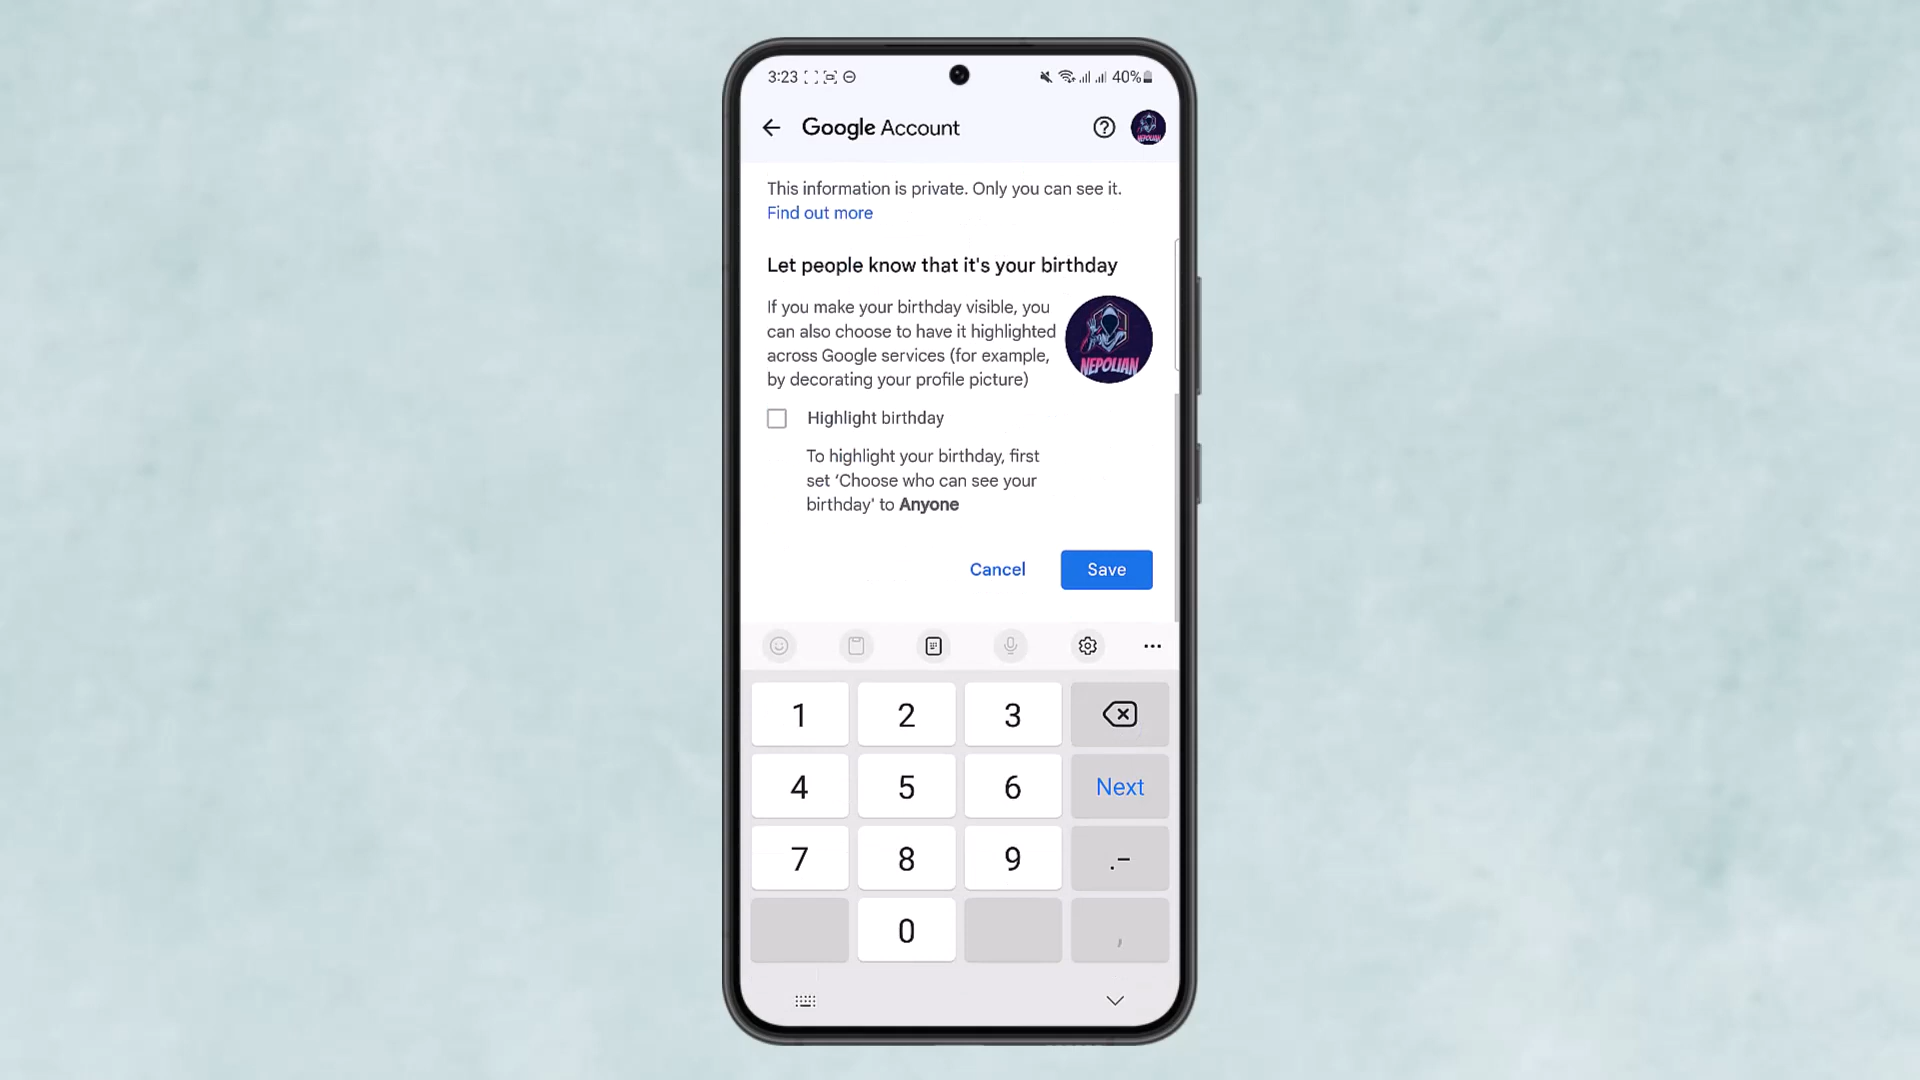 3:23 40%
Google Account
This information is private. Only you can see it.
Find out more
Let people know that it's your birthday
If you make your birthday visible, you
can also choose to have it highlighted
across Google services (for example,
by decorating your profile picture)
NEPOLIAN
Highlight birthday
To highlight your birthday, first
set ‘Choose who can see your
birthday' to Anyone
Cancel Save
1 2 3
4 5 6 Next
7 8 9 .-
0 ,